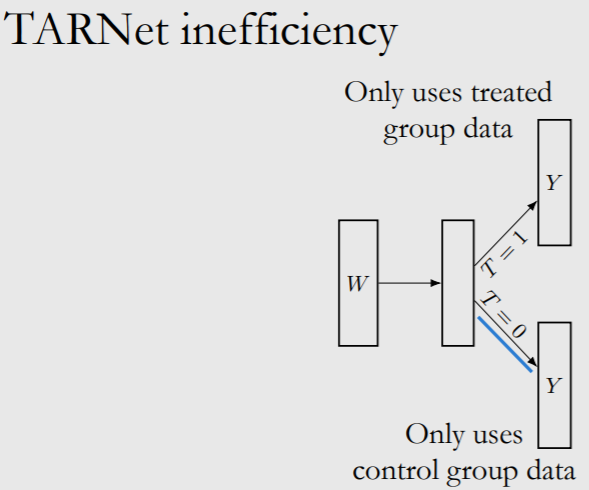 TARNet inefficiency
Only uses treated
group data
Y
T = 1
W
T = 0
Y
Only uses
control group data